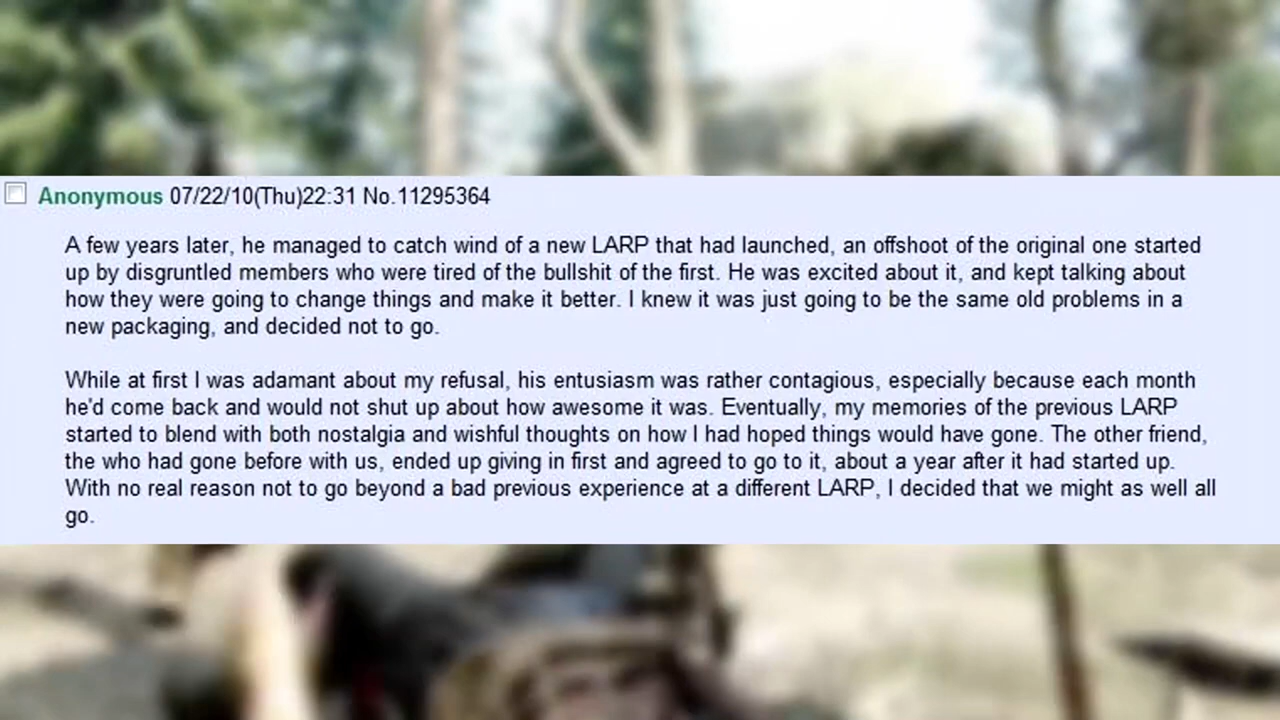 Anonymous 07/22/10(Thu)22:31 No.11295364
A few years later, he managed to catch wind of a new LARP that had launched, an offshoot of the original one started
up by disgruntled members who were tired of the bullshit of the first. He was excited about it, and kept talking about
how they were going to change things and make it better. I knew it was just going to be the same old problems in a
new packaging, and decided not to go.
While at first I was adamant about my refusal, his entusiasm was rather contagious, especially because each month
he'd come back and would not shut up about how awesome it was. Eventually, my memories of the previous LARP
started to blend with both nostalgia and wishful thoughts on how I had hoped things would have gone. The other friend,
the who had gone before with us, ended up giving in first and agreed to go to it, about a year after it had started up.
With no real reason not to go beyond a bad previous experience at a different LARP, I decided that we might as well all
go.